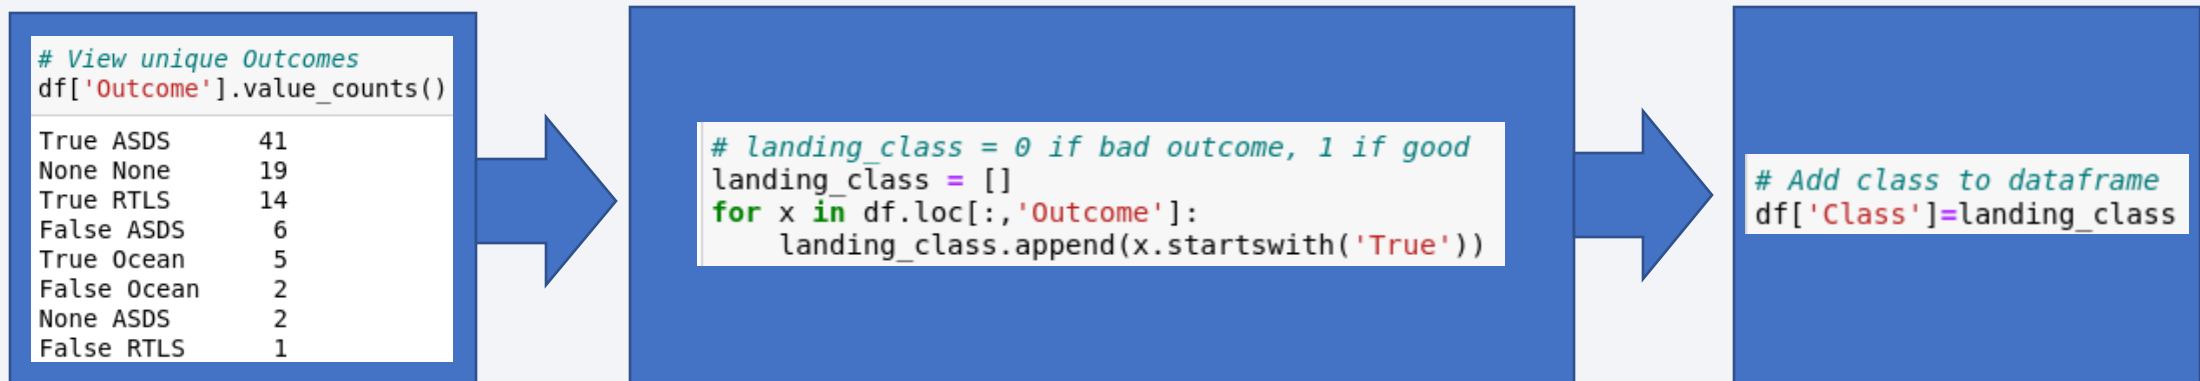 # View unique Outcomes
df['Outcome'].value_counts()
True ASDS 41
None None 19
True RTLS 14
False ASDS 6
True Ocean 5
False Ocean 2
None ASDS 2
False RTLS 1
# landing_class = 0 if bad outcome, 1 if good
landing_class = []
for x in df.loc[:,'Outcome']:
    landing_class.append(x.startswith('True'))
# Add class to dataframe
df['Class']=landing_class